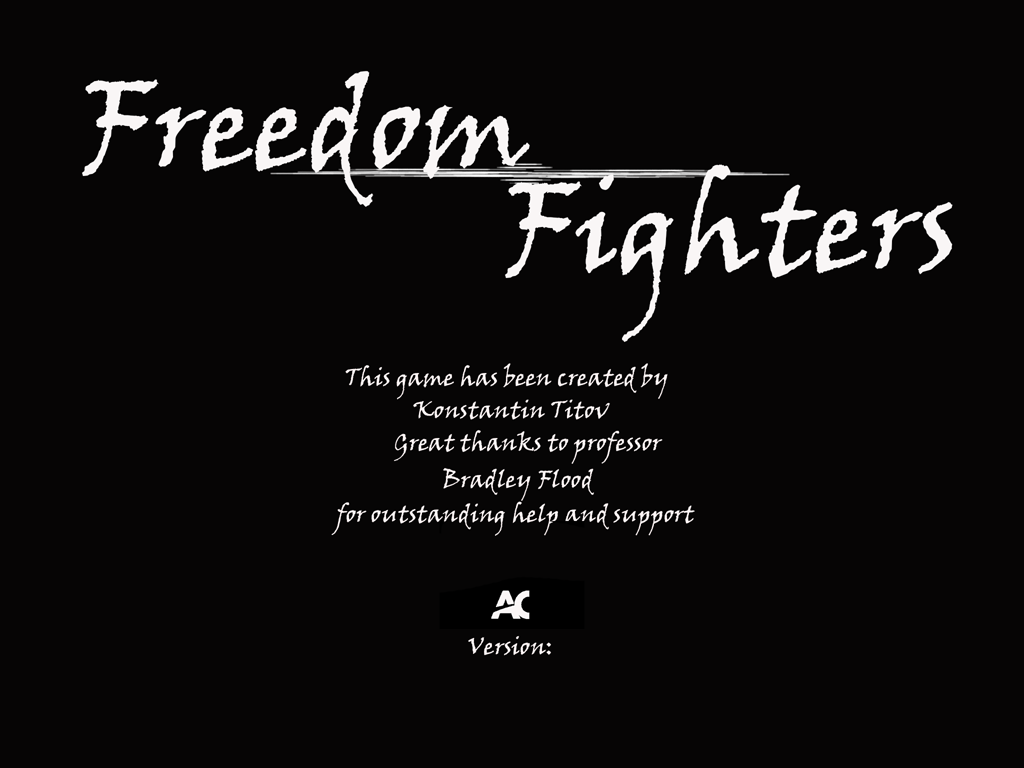 Freedom
Fighters
This game has been created by
Konstantin Titov
Great thanks to professor
Bradley Flood
for outstanding help and support
AC
Version: